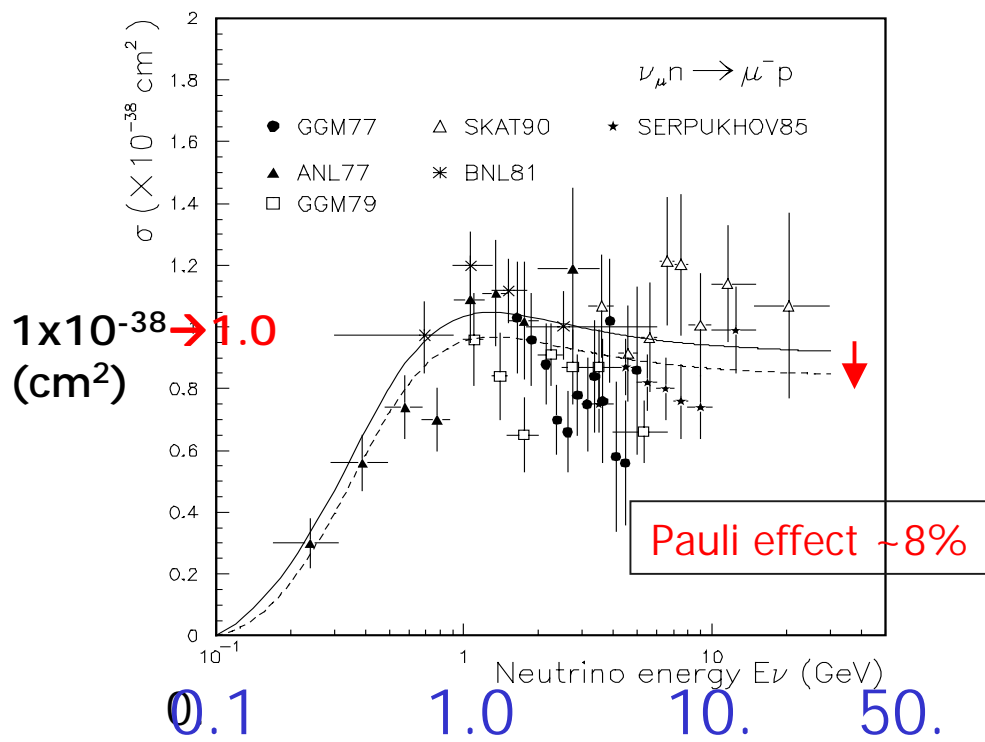 2
1.8
1.6
1.4
1.2
1
0.8
0.6
0.4
0.2
0
σ (×10⁻³⁸ cm²)
ν_μn → μ⁻p
● GGM77 △ SKAT90 ★ SERPUKHOV85
▲ ANL77 ✳ BNL81
□ GGM79
1x10⁻³⁸→1.0
(cm²)
Pauli effect ~8%
10⁻¹ 1 10
Neutrino energy Eν (GeV)
0.
0.1 1.0 10. 50.